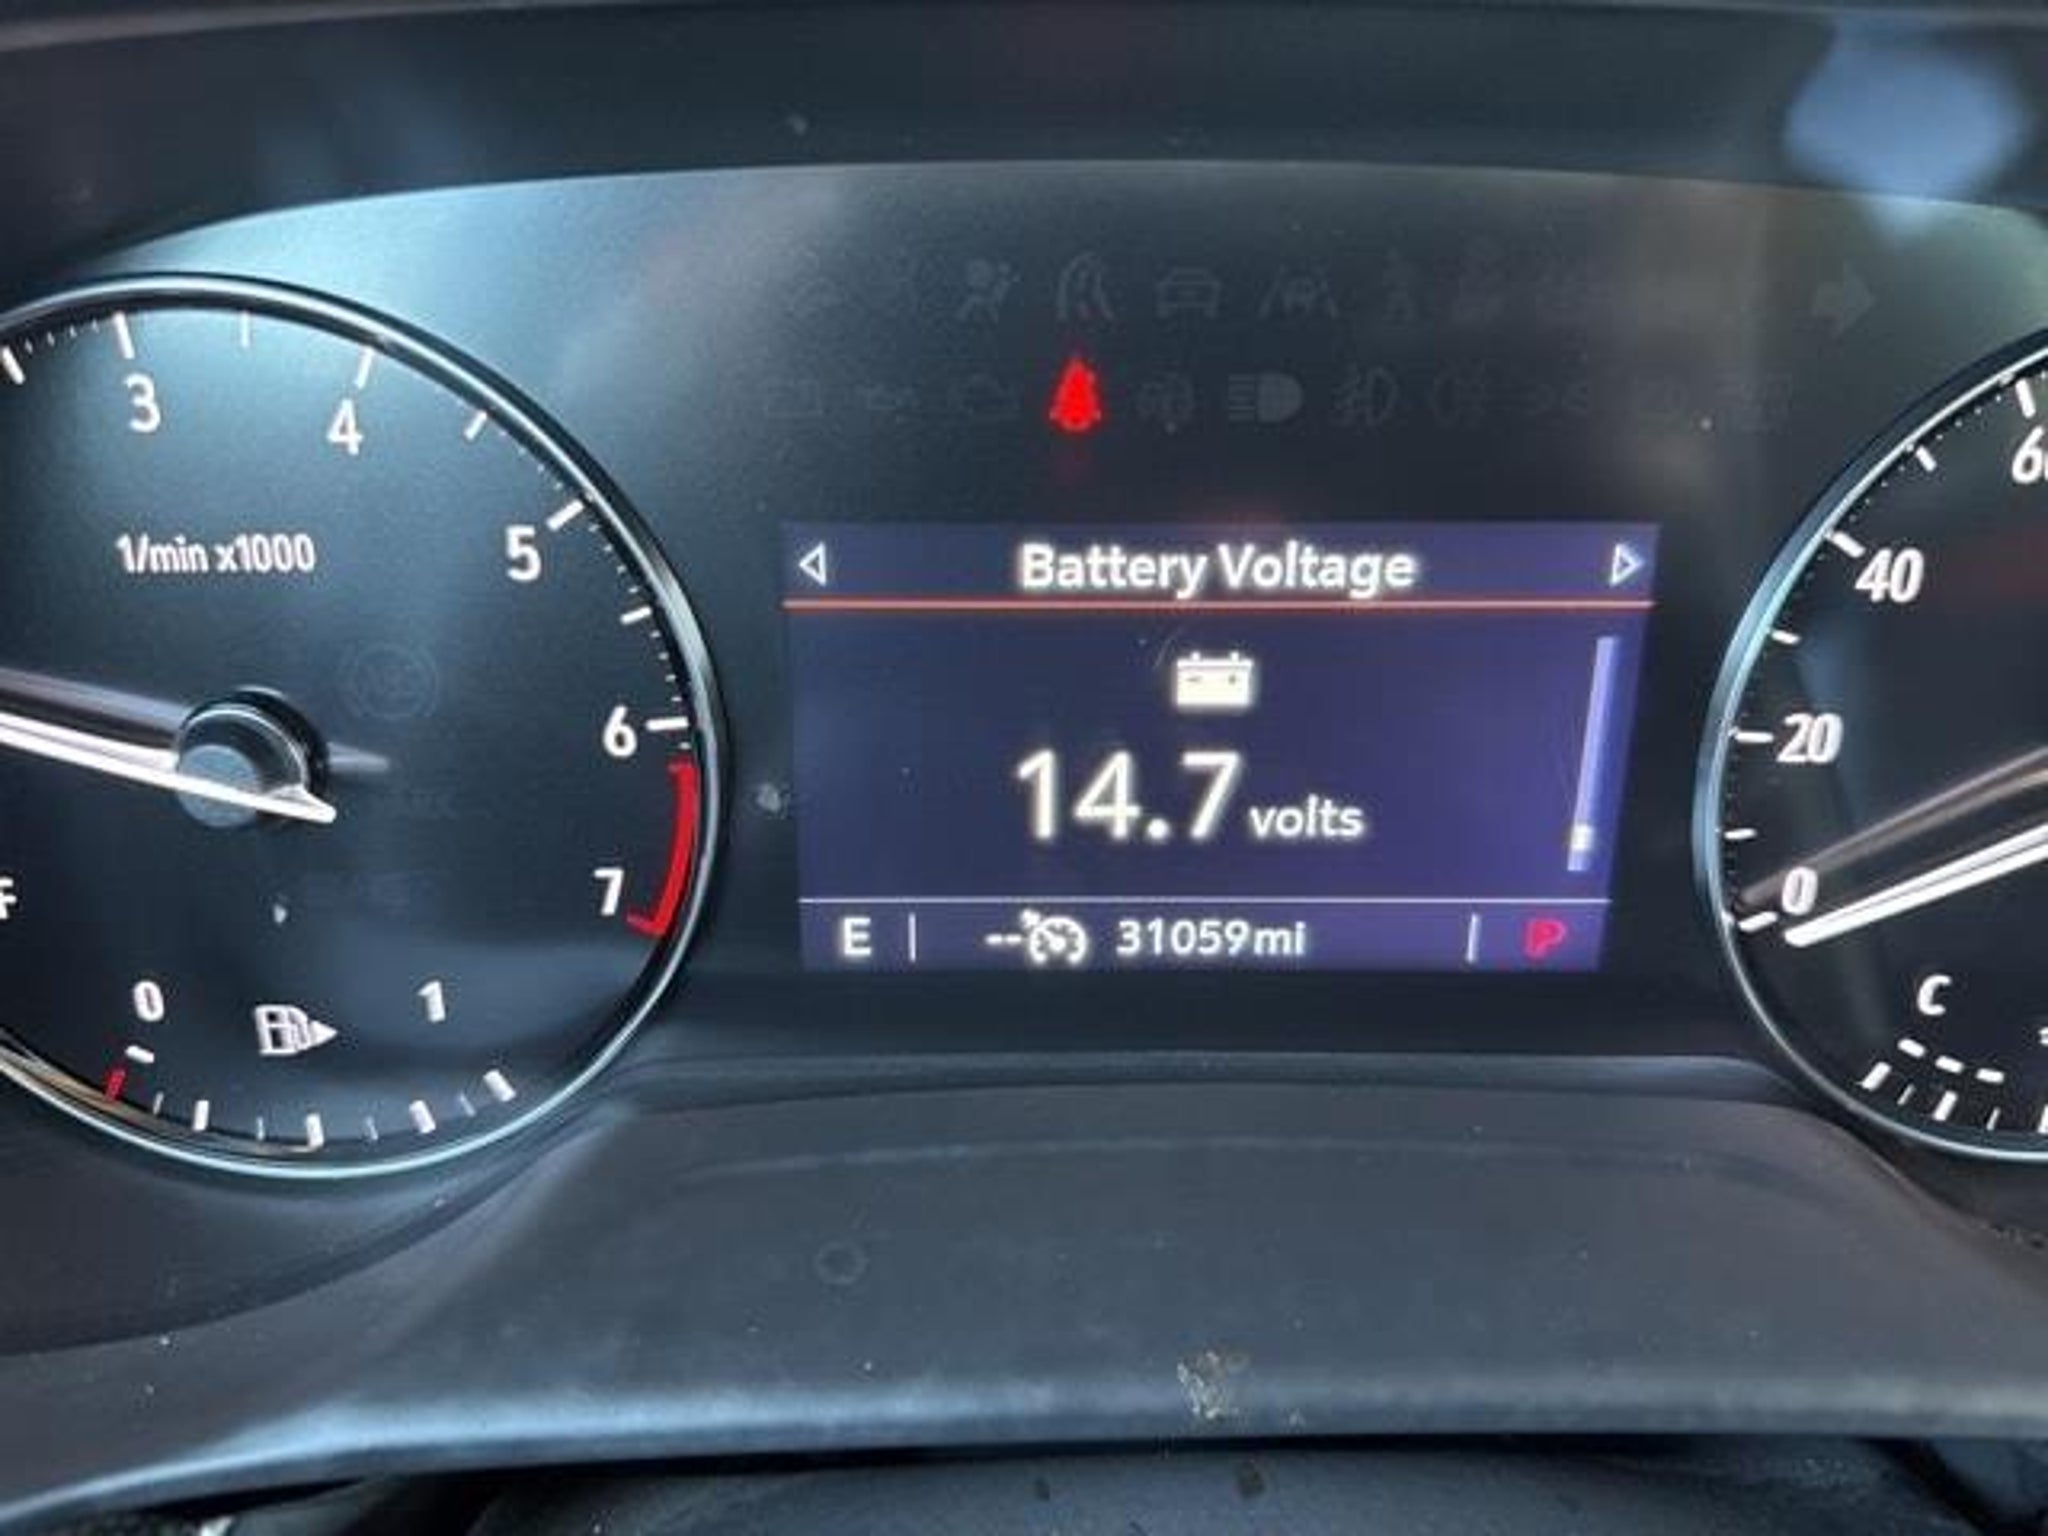 3
4
1/min x1000
5
6
7
0
1
Battery Voltage
14.7 volts
E
-- 31059mi
P
40
20
0
C